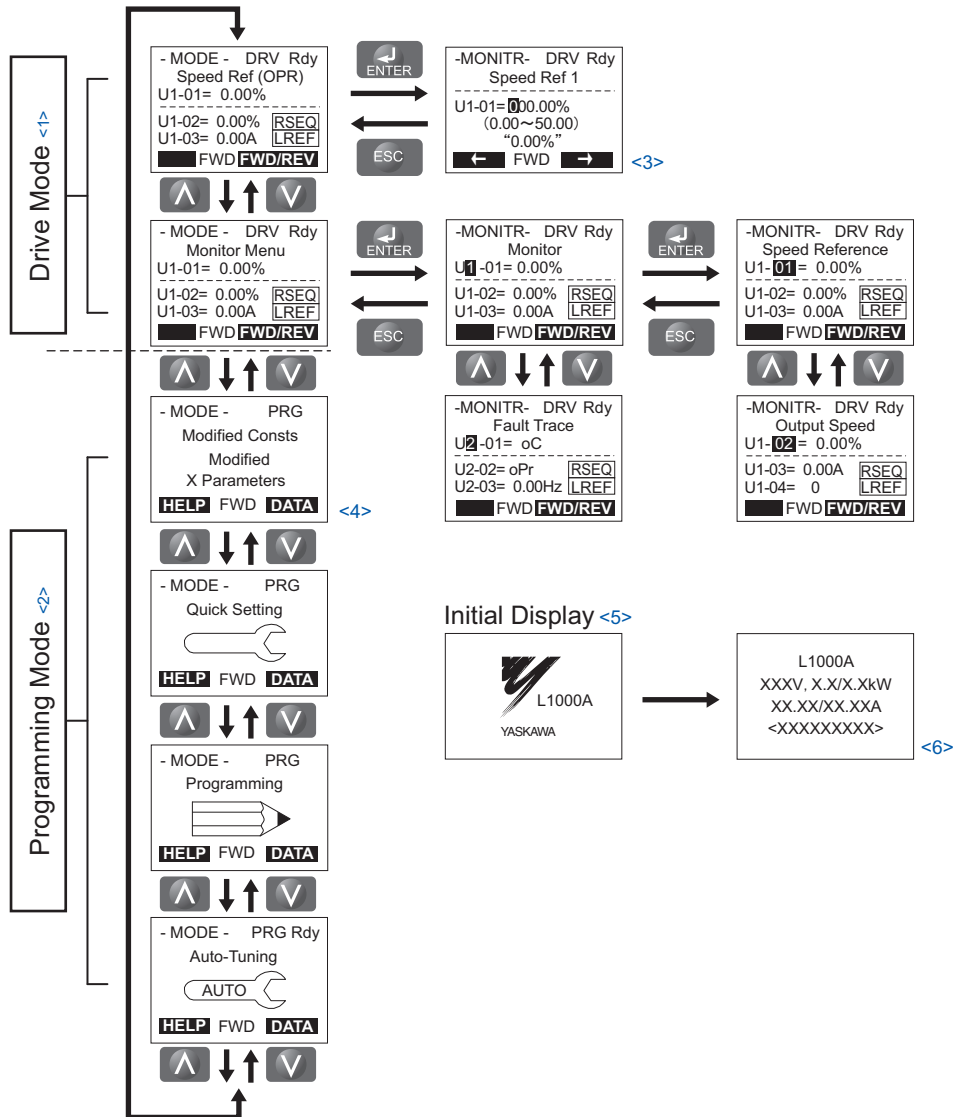 Drive Mode <1>
- MODE - DRV Rdy
Speed Ref (OPR)
U1-01= 0.00%
U1-02= 0.00% RSEQ
U1-03= 0.00A LREF
FWD FWD/REV
ENTER
ESC
-MONITR- DRV Rdy
Speed Ref 1
U1-01= 000.00%
(0.00~50.00)
“0.00%”
← FWD →
<3>
- MODE - DRV Rdy
Monitor Menu
U1-01= 0.00%
U1-02= 0.00% RSEQ
U1-03= 0.00A LREF
FWD FWD/REV
ENTER
ESC
-MONITR- DRV Rdy
Monitor
U1 -01= 0.00%
U1-02= 0.00% RSEQ
U1-03= 0.00A LREF
FWD FWD/REV
ENTER
ESC
-MONITR- DRV Rdy
Speed Reference
U1- 01 = 0.00%
U1-02= 0.00% RSEQ
U1-03= 0.00A LREF
FWD FWD/REV
-MONITR- DRV Rdy
Fault Trace
U2 -01= oC
U2-02= oPr RSEQ
U2-03= 0.00Hz LREF
FWD FWD/REV
-MONITR- DRV Rdy
Output Speed
U1- 02 = 0.00%
U1-03= 0.00A RSEQ
U1-04= 0 LREF
FWD FWD/REV
Programming Mode <2>
- MODE - PRG
Modified Consts
Modified
X Parameters
HELP FWD DATA
<4>
- MODE - PRG
Quick Setting
HELP FWD DATA
- MODE - PRG
Programming
HELP FWD DATA
- MODE - PRG Rdy
Auto-Tuning
AUTO
HELP FWD DATA
Initial Display <5>
L1000A
YASKAWA
L1000A
XXXV, X.X/X.XkW
XX.XX/XX.XXA
<XXXXXXXXX>
<6>